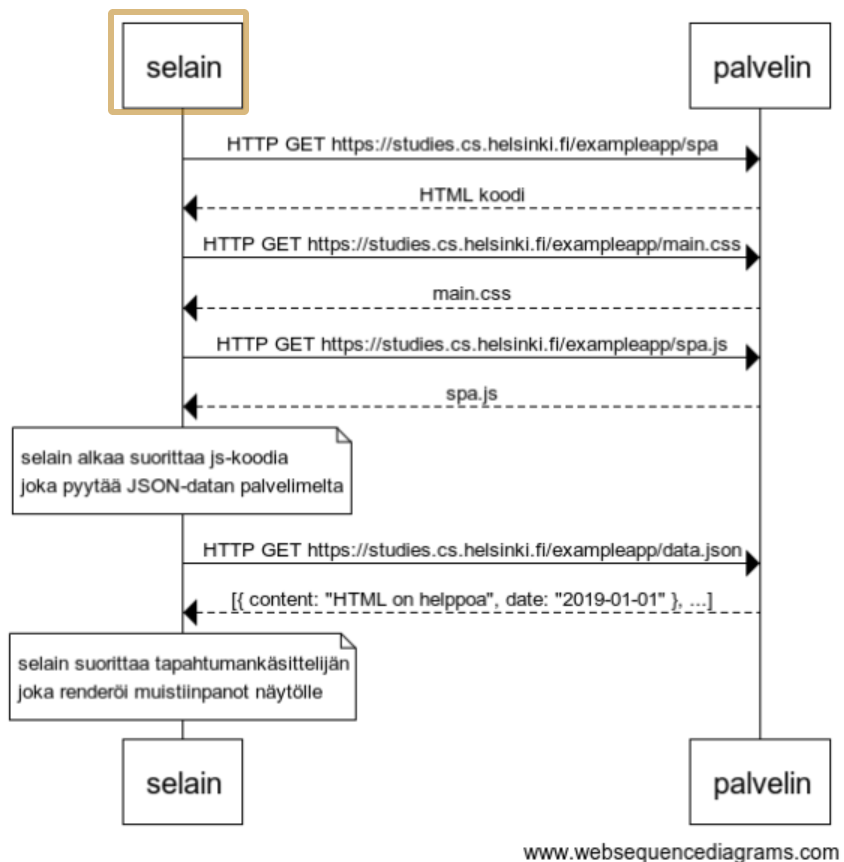 selain
palvelin
HTTP GET https://studies.cs.helsinki.fi/exampleapp/spa
HTML koodi
HTTP GET https://studies.cs.helsinki.fi/exampleapp/main.css
main.css
HTTP GET https://studies.cs.helsinki.fi/exampleapp/spa.js
spa.js
selain alkaa suorittaa js-koodia
joka pyytää JSON-datan palvelimelta
HTTP GET https://studies.cs.helsinki.fi/exampleapp/data.json
[{ content: "HTML on helppoa", date: "2019-01-01" }, ...]
selain suorittaa tapahtumankäsittelijän
joka renderöi muistiinpanot näytölle
selain
palvelin
www.websequencediagrams.com